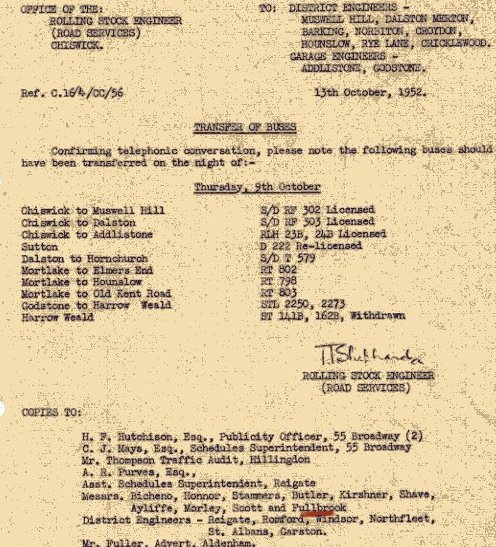 OFFICE OF THE:
ROLLING STOCK ENGINEER
(ROAD SERVICES)
CHISWICK.
TO: DISTRICT ENGINEERS -
MUSWELL HILL, DALSTON MERTON,
BARKING, NORBITON, CROYDON,
HOUNSLOW, RYE LANE, CRICKLEWOOD.
GARAGE ENGINEERS -
ADDLISTONE, GODSTONE.
Ref. C.16/4/CC/56
13th October, 1952.
TRANSFER OF BUSES
Confirming telephonic conversation, please note the following buses should
have been transferred on the night of:-
Thursday, 9th October
Chiswick to Muswell Hill S/D RF 302 Licensed
Chiswick to Dalston S/D RF 303 Licensed
Chiswick to Addlistone RLH 23B, 24B Licensed
Sutton D 222 Re-licensed
Dalston to Hornchurch S/D T 579
Mortlake to Elmers End RT 802
Mortlake to Hounslow RT 798
Mortlake to Old Kent Road RT 803
Godstone to Harrow Weald STL 2250, 2273
Harrow Weald ST 141B, 162B, Withdrawn
ROLLING STOCK ENGINEER
(ROAD SERVICES)
COPIES TO:
H. F. Hutchison, Esq., Publicity Officer, 55 Broadway (2)
C. J. Mays, Esq., Schedules Superintendent, 55 Broadway
Mr. Thompson Traffic Audit, Hillingdon
A. R. Purves, Esq.,
Asst. Schedules Superintendent, Reigate
Messrs. Bicheno, Honnor, Stammers, Butler, Kirshner, Shave,
Ayliffe, Morley, Scott and Fullbrook
District Engineers - Reigate, Romford, Windsor, Northfleet,
St. Albans, Garston.
Mr. Fuller, Advert, Aldenham.